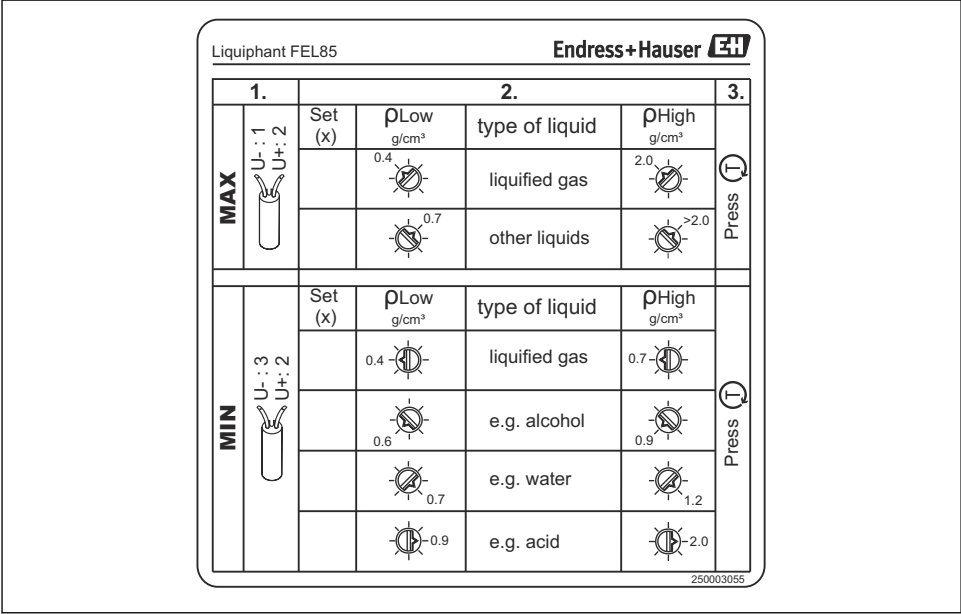 Liquiphant FEL85
Endress+Hauser EH
1. 2. 3.
MAX
U- : 1
U+: 2
Set (x)
ρLow g/cm³
type of liquid
ρHigh g/cm³
0.4 liquified gas 2.0
0.7 other liquids >2.0
Press T
MIN
U- : 3
U+: 2
Set (x)
ρLow g/cm³
type of liquid
ρHigh g/cm³
0.4 liquified gas 0.7
0.6 e.g. alcohol 0.9
0.7 e.g. water 1.2
0.9 e.g. acid 2.0
Press T
250003055